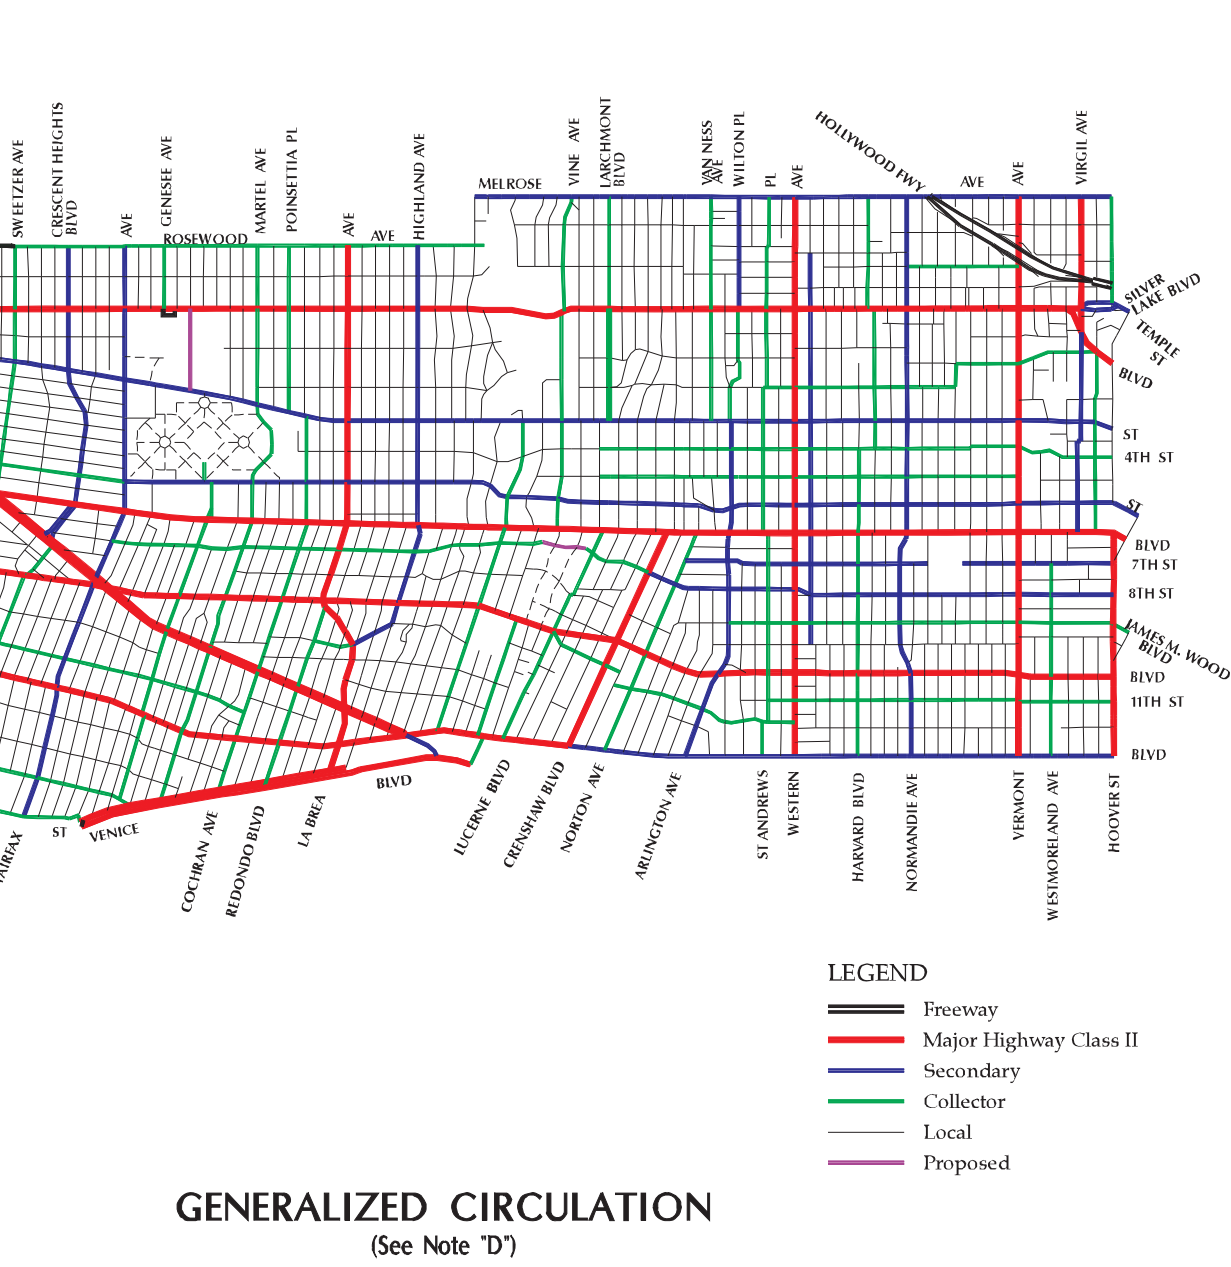 SWEETZER AVE
CRESCENT HEIGHTS
BLVD
AVE
GENESEE AVE
MARTEL AVE
POINSETTIA PL
AVE
HIGHLAND AVE
VINE AVE
LARCHMONT
BLVD
VAN NESS
AVE
WILTON PL
PL
AVE
HOLLYWOOD FWY
AVE
AVE
VIRGIL AVE
MELROSE
ROSEWOOD
AVE
SILVER
LAKE BLVD
TEMPLE
ST
BLVD
ST
4TH ST
ST
BLVD
7TH ST
8TH ST
JAMES M. WOOD
BLVD
BLVD
11TH ST
BLVD
FAIRFAX
ST
VENICE
BLVD
COCHRAN AVE
REDONDO BLVD
LA BREA
LUCERNE BLVD
CRENSHAW BLVD
NORTON AVE
ARLINGTON AVE
ST ANDREWS
WESTERN
HARVARD BLVD
NORMANDIE AVE
VERMONT
WESTMORELAND AVE
HOOVER ST
LEGEND
Freeway
Major Highway Class II
Secondary
Collector
Local
Proposed
GENERALIZED CIRCULATION
(See Note "D")